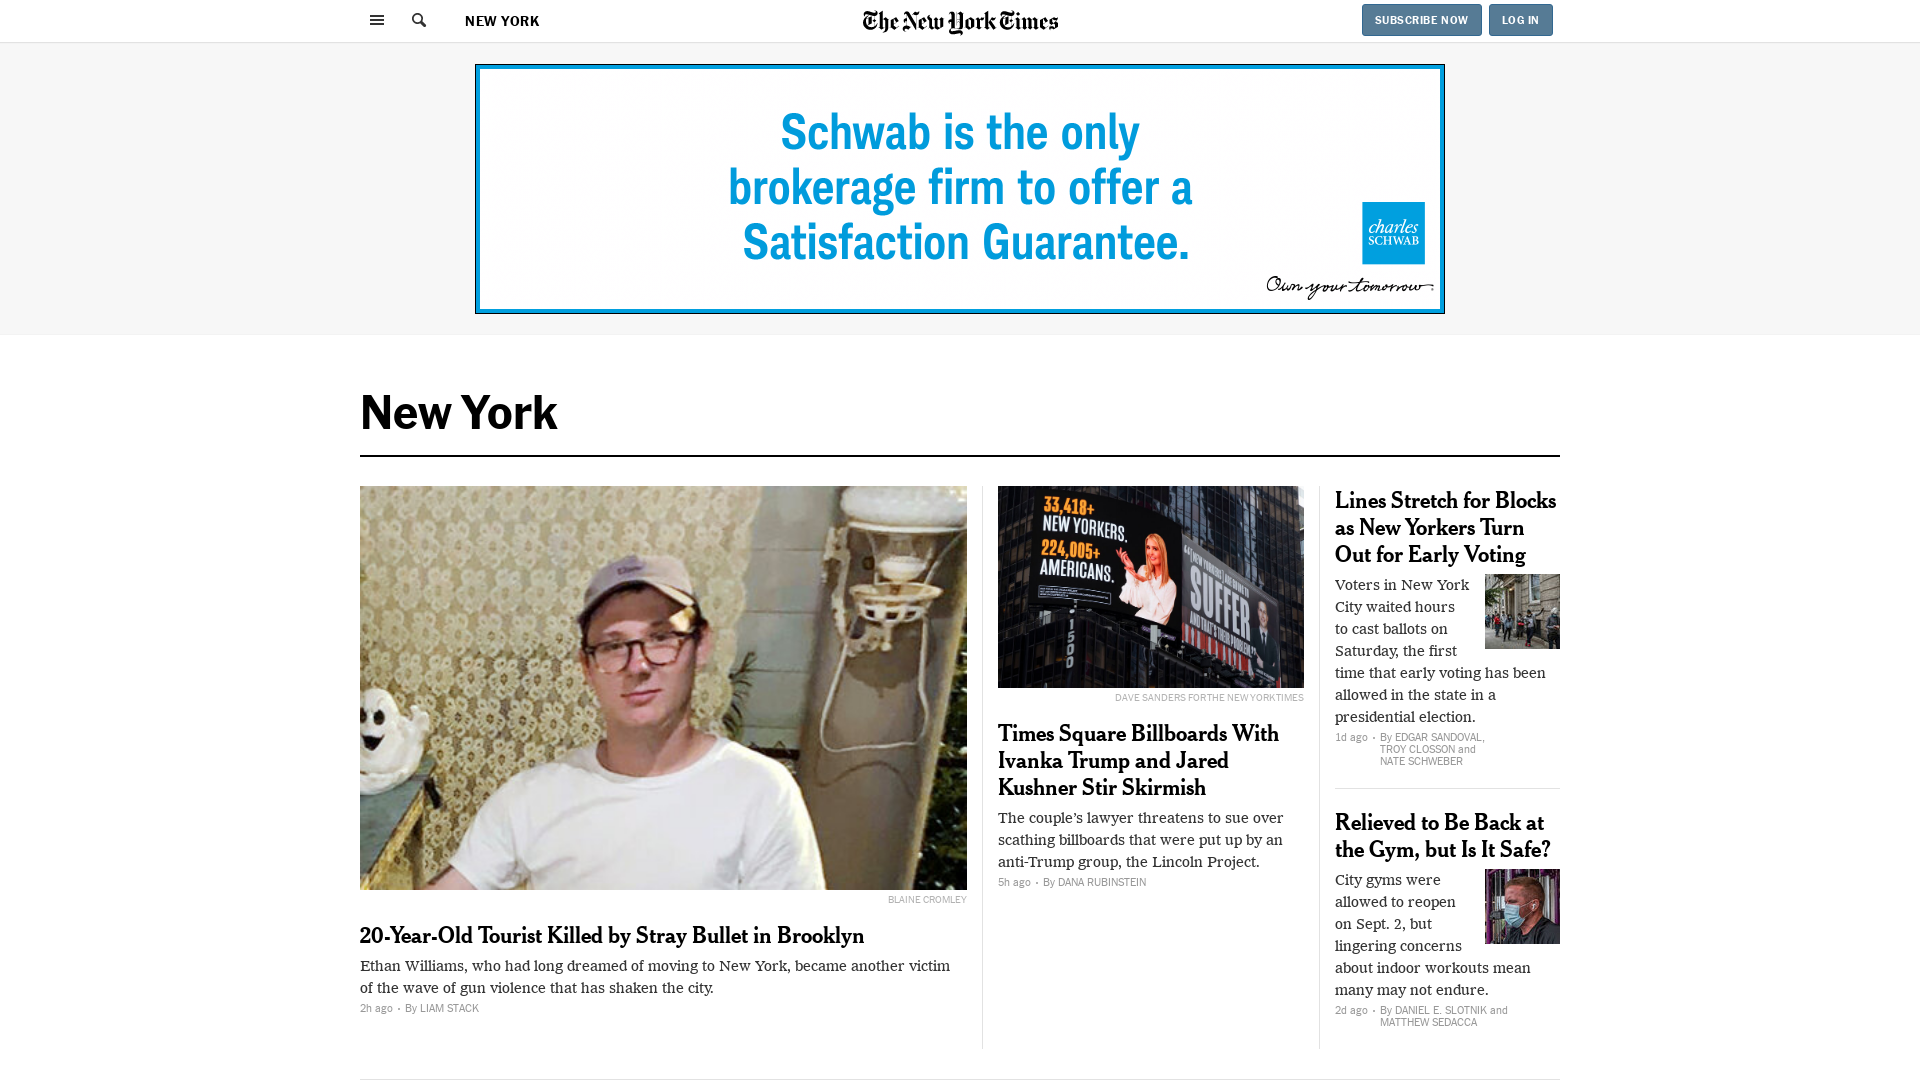 NEW YORK
The New York Times
SUBSCRIBE NOW
LOG IN
Schwab is the only
brokerage firm to offer a
Satisfaction Guarantee.
charles
SCHWAB
Own your tomorrow.
New York
BLAINE CROMLEY
20-Year-Old Tourist Killed by Stray Bullet in Brooklyn
Ethan Williams, who had long dreamed of moving to New York, became another victim
of the wave of gun violence that has shaken the city.
2h ago · By LIAM STACK
33,418+
NEW YORKERS.
224,005+
AMERICANS.
SUFFER
AND THAT'S THEIR PROBLEM."
1500
DAVE SANDERS FOR THE NEW YORK TIMES
Times Square Billboards With
Ivanka Trump and Jared
Kushner Stir Skirmish
The couple’s lawyer threatens to sue over
scathing billboards that were put up by an
anti-Trump group, the Lincoln Project.
5h ago · By DANA RUBINSTEIN
Lines Stretch for Blocks
as New Yorkers Turn
Out for Early Voting
Voters in New York
City waited hours
to cast ballots on
Saturday, the first
time that early voting has been
allowed in the state in a
presidential election.
1d ago · By EDGAR SANDOVAL,
TROY CLOSSON and
NATE SCHWEBER
Relieved to Be Back at
the Gym, but Is It Safe?
City gyms were
allowed to reopen
on Sept. 2, but
lingering concerns
about indoor workouts mean
many may not endure.
2d ago · By DANIEL E. SLOTNIK and
MATTHEW SEDACCA